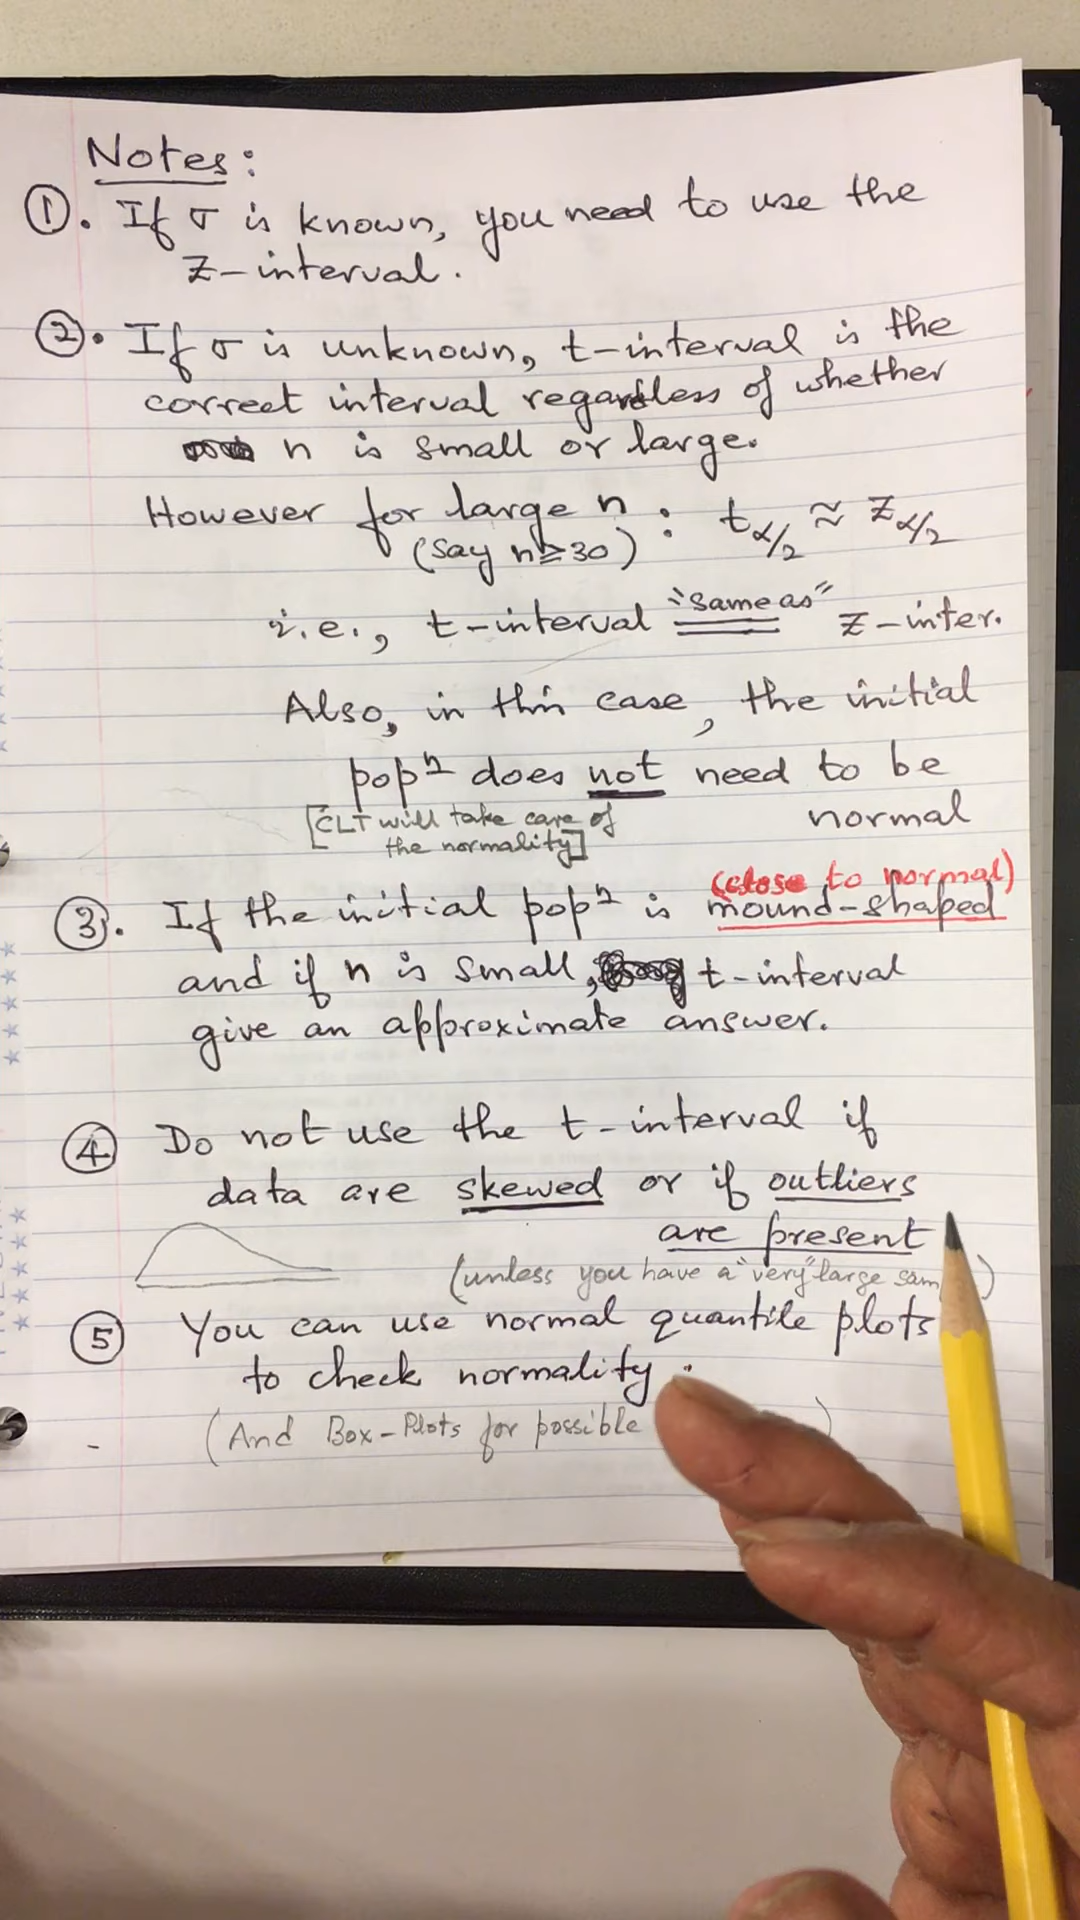 Notes:
①. If σ is known, you need to use the
Z-interval.
②. If σ is unknown, t-interval is the
correct interval regardless of whether
n is small or large.
However for large n : tα/2 ≈ Zα/2
(say n≥30)
i.e., t-interval "same as" Z-inter.
Also, in this case, the initial
popⁿ does not need to be
normal
[CLT will take care of
the normality]
(close to normal)
③. If the initial popⁿ is mound-shaped
and if n is small, t-interval
give an approximate answer.
④ Do not use the t-interval if
data are skewed or if outliers
are present
(unless you have a "very" large sam )
⑤ You can use normal quantile plots
to check normality.
(And Box-Plots for possible )